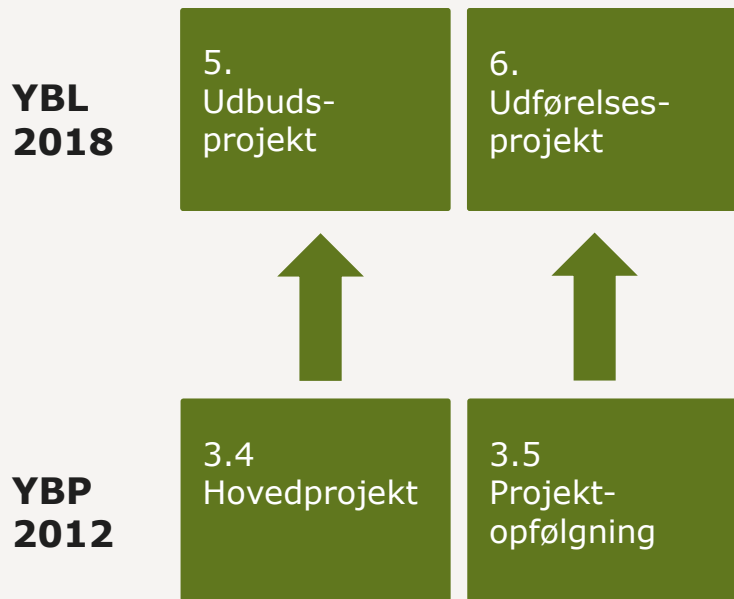 YBL
2018
5.
Udbuds-
projekt
6.
Udførelses-
projekt
YBP
2012
3.4
Hovedprojekt
3.5
Projekt-
opfølgning